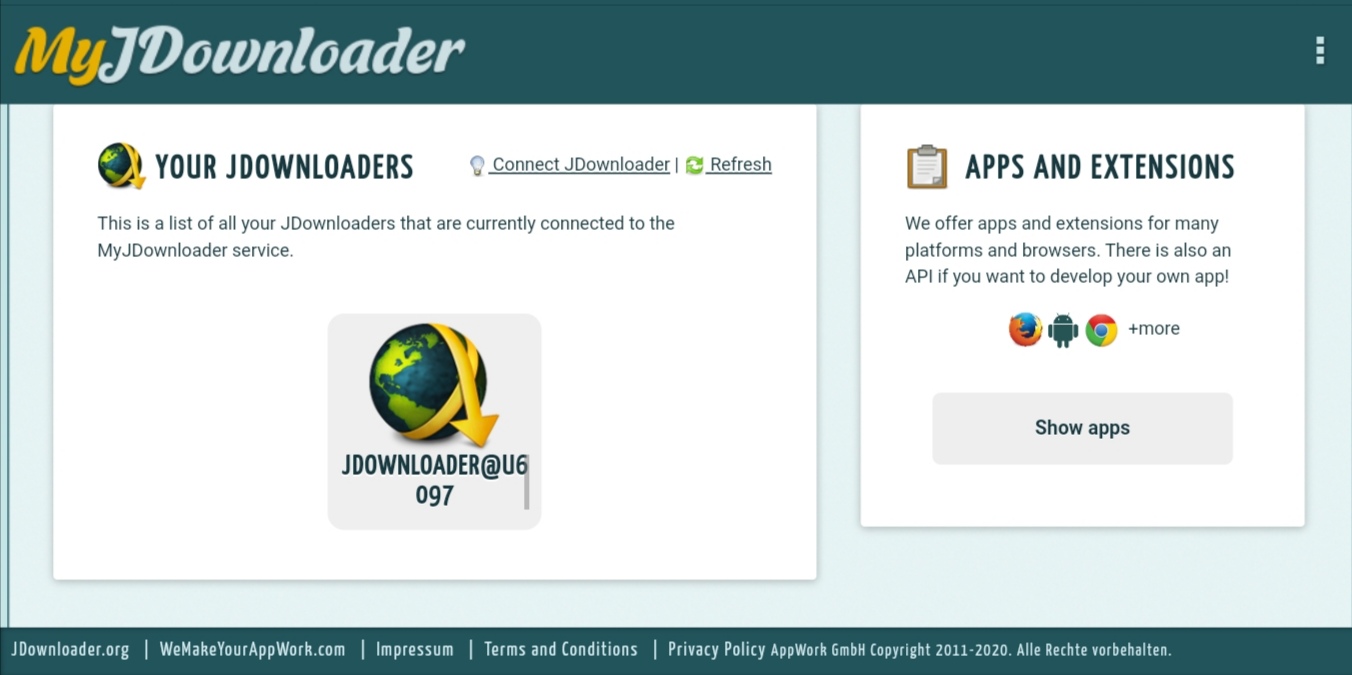 MyJDownloader
YOUR JDOWNLOADERS
Connect JDownloader | Refresh
This is a list of all your JDownloaders that are currently connected to the
MyJDownloader service.
JDOWNLOADER@U6
097
APPS AND EXTENSIONS
We offer apps and extensions for many
platforms and browsers. There is also an
API if you want to develop your own app!
+more
Show apps
JDownloader.org | WeMakeYourAppWork.com | Impressum | Terms and Conditions | Privacy Policy AppWork GmbH Copyright 2011-2020. Alle Rechte vorbehalten.